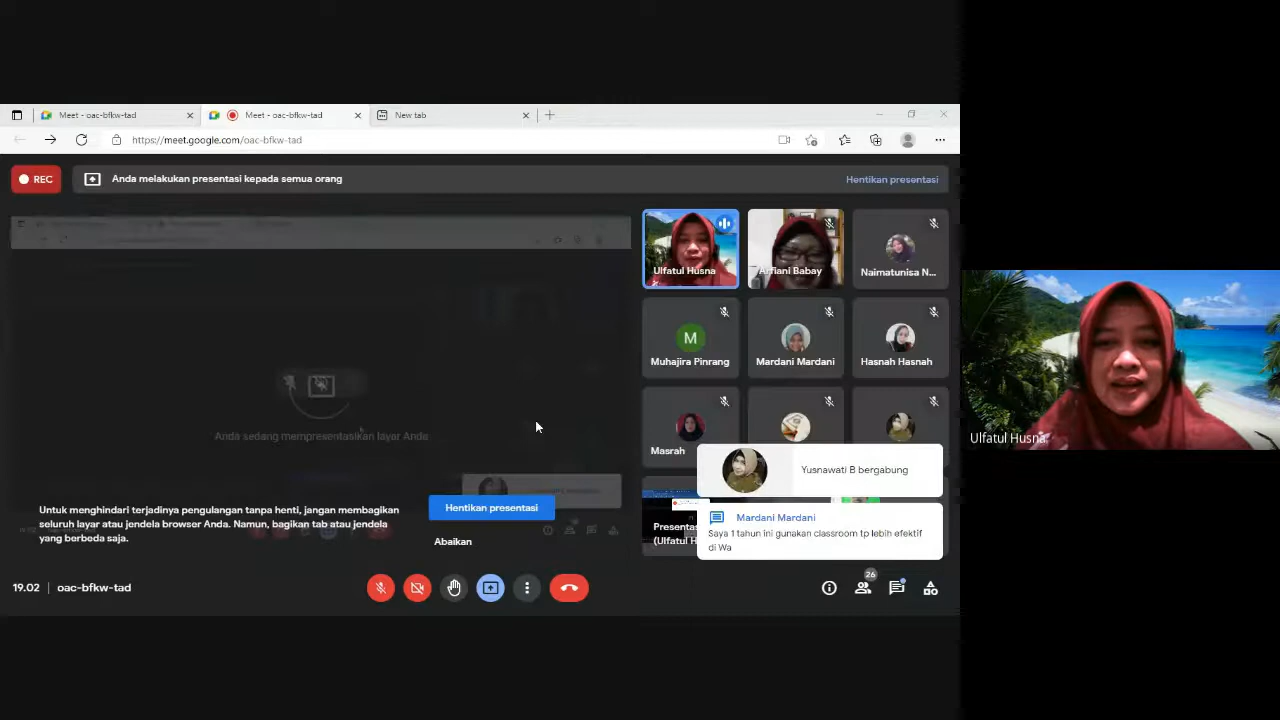 Meet - oac-bfkw-tad
Meet - oac-bfkw-tad
New tab
https://meet.google.com/oac-bfkw-tad
REC
Anda melakukan presentasi kepada semua orang
Hentikan presentasi
Ulfatul Husna
Arfiani Babay
Naimatunisa N...
Muhajira Pinrang
M
Mardani Mardani
Hasnah Hasnah
Masrah
Anda sedang mempresentasikan layar Anda
Yusnawati B bergabung
Mardani Mardani
Saya 1 tahun ini gunakan classroom tp lebih efektif
di Wa
Presentas
(Ulfatul H
Untuk menghindari terjadinya pengulangan tanpa henti, jangan membagikan
seluruh layar atau jendela browser Anda. Namun, bagikan tab atau jendela
yang berbeda saja.
Hentikan presentasi
Abaikan
19.02 | oac-bfkw-tad
26
Ulfatul Husna